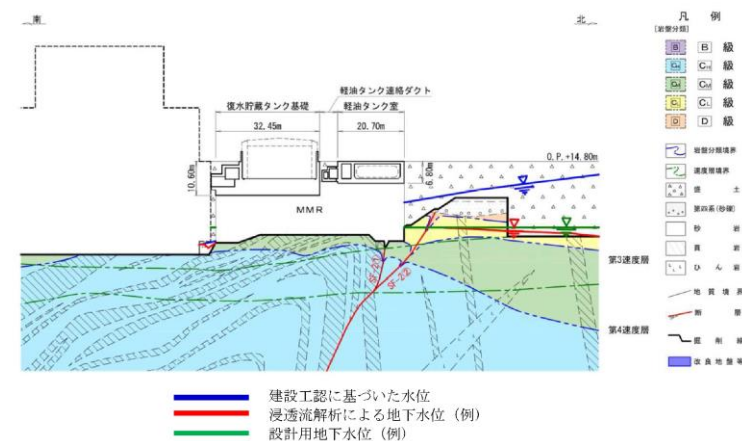 南
北
軽油タンク連絡ダクト
復水貯蔵タンク基礎
軽油タンク室
32.45m
20.70m
O.P.+14.80m
10.60m
6.80m
MMR
SF-2(1)
SF-2(2)
第3速度層
第4速度層
凡 例
[岩盤分類]
B B 級
CH CH 級
CM CM 級
CL CL 級
D D 級
岩盤分類境界
速度層境界
盛 土
第四系(砂礫)
砂 岩
頁 岩
ひ ん 岩
地 質 境 界
断 層
掘 削 線
改 良 地 盤 等
建設工認に基づいた水位
浸透流解析による地下水位(例)
設計用地下水位(例)